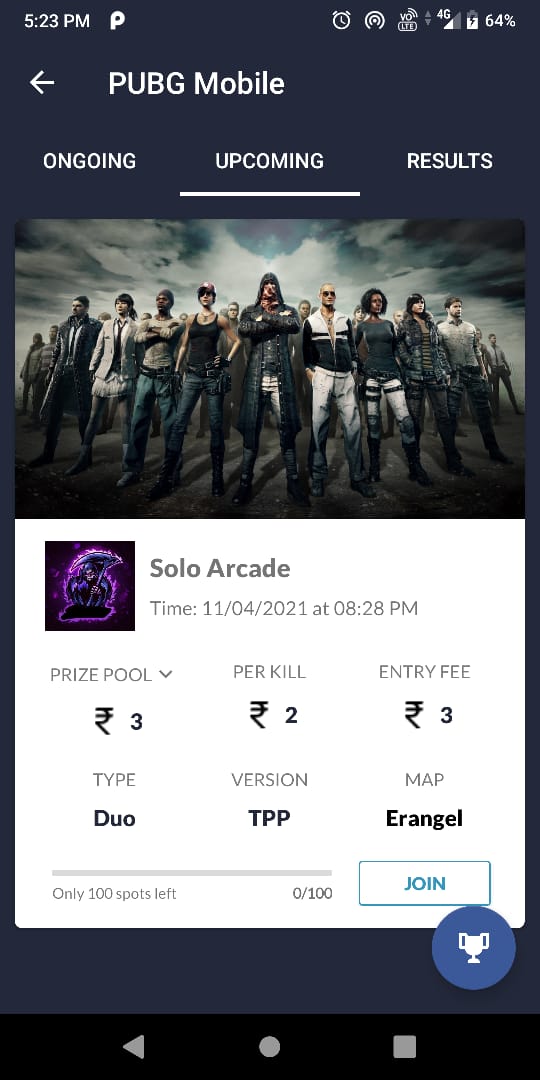 5:23 PM
VO LTE
4G
64%
PUBG Mobile
ONGOING UPCOMING RESULTS
Solo Arcade
Time: 11/04/2021 at 08:28 PM
PRIZE POOL PER KILL ENTRY FEE
₹ 3 ₹ 2 ₹ 3
TYPE VERSION MAP
Duo TPP Erangel
Only 100 spots left 0/100
JOIN